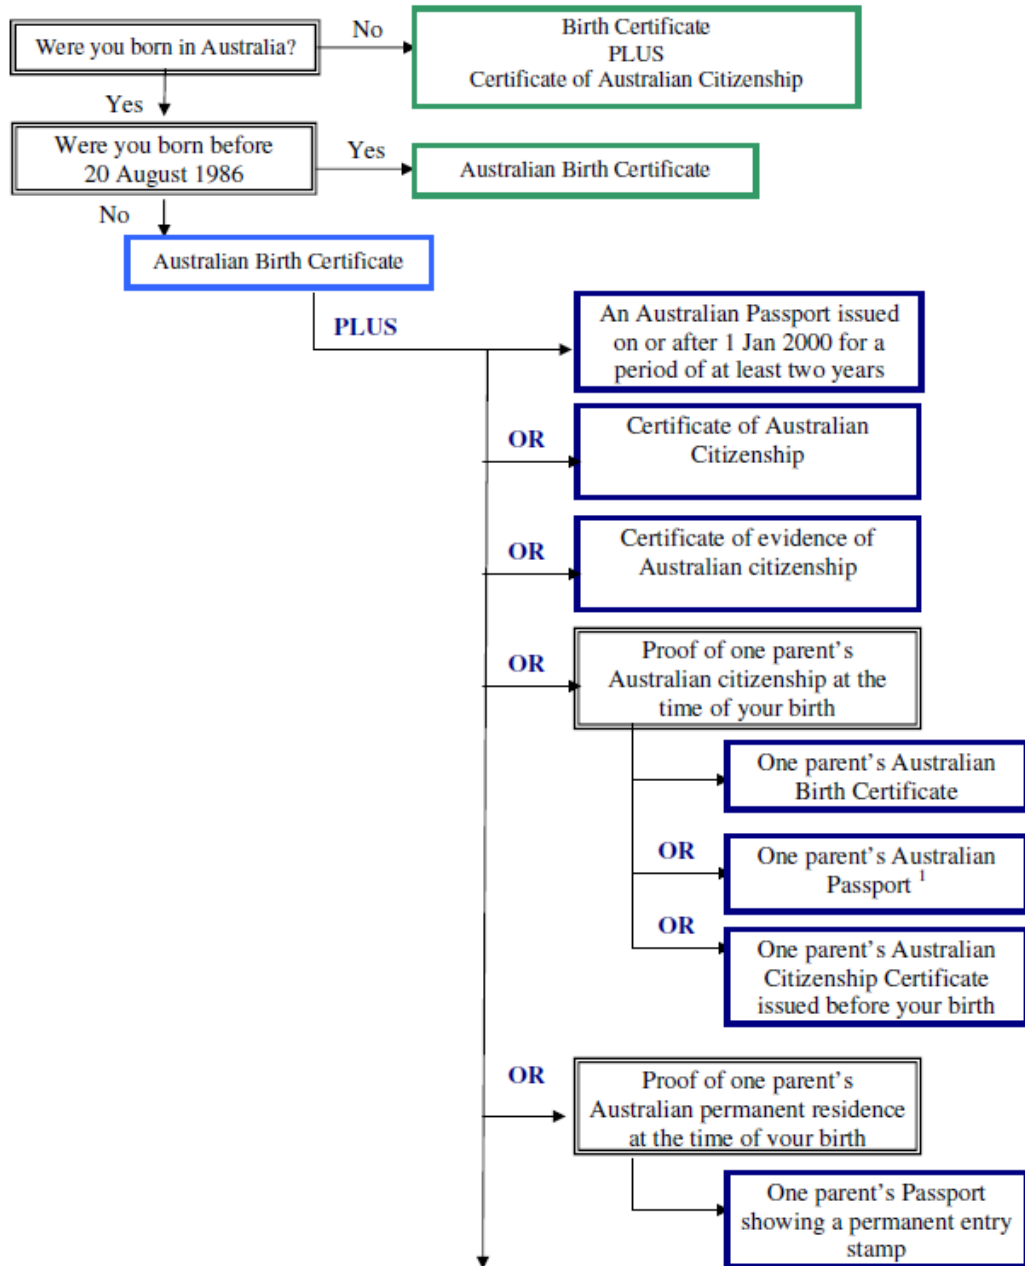 Were you born in Australia?
No
Birth Certificate
PLUS
Certificate of Australian Citizenship
Yes
Were you born before
20 August 1986
Yes
Australian Birth Certificate
No
Australian Birth Certificate
PLUS
An Australian Passport issued
on or after 1 Jan 2000 for a
period of at least two years
OR
Certificate of Australian
Citizenship
OR
Certificate of evidence of
Australian citizenship
OR
Proof of one parent's
Australian citizenship at the
time of your birth
One parent's Australian
Birth Certificate
OR
One parent's Australian
Passport 1
OR
One parent's Australian
Citizenship Certificate
issued before your birth
OR
Proof of one parent's
Australian permanent residence
at the time of your birth
One parent's Passport
showing a permanent entry
stamp